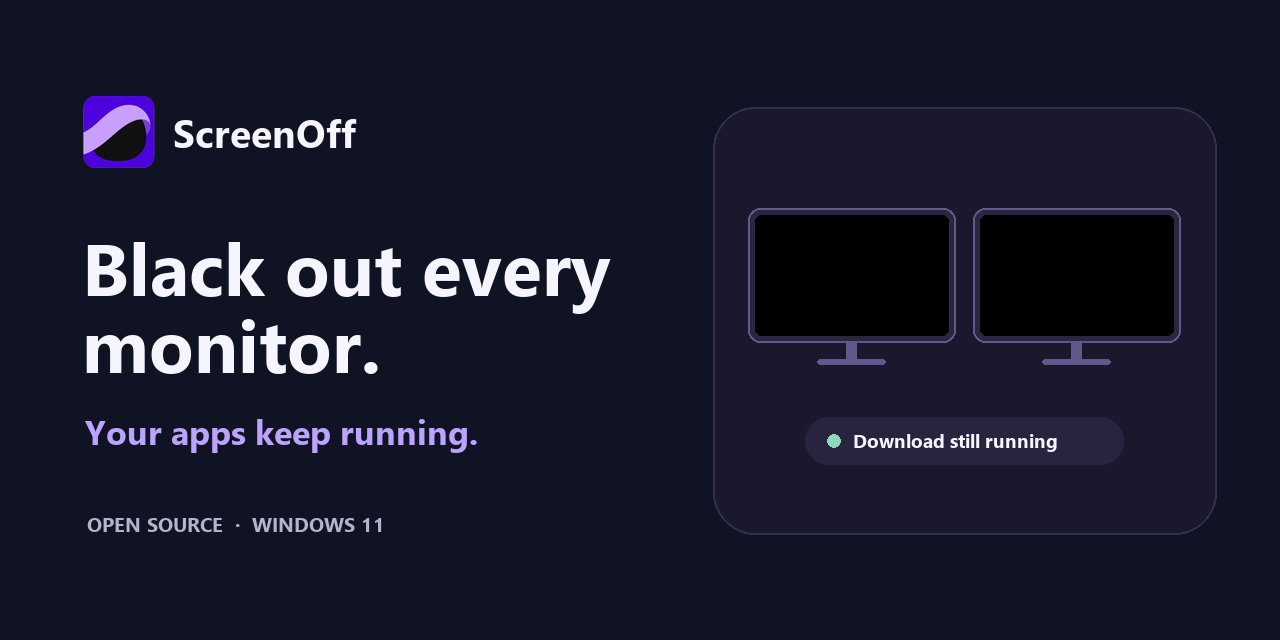 ScreenOff
Black out every
monitor.
Your apps keep running.
OPEN SOURCE · WINDOWS 11
Download still running